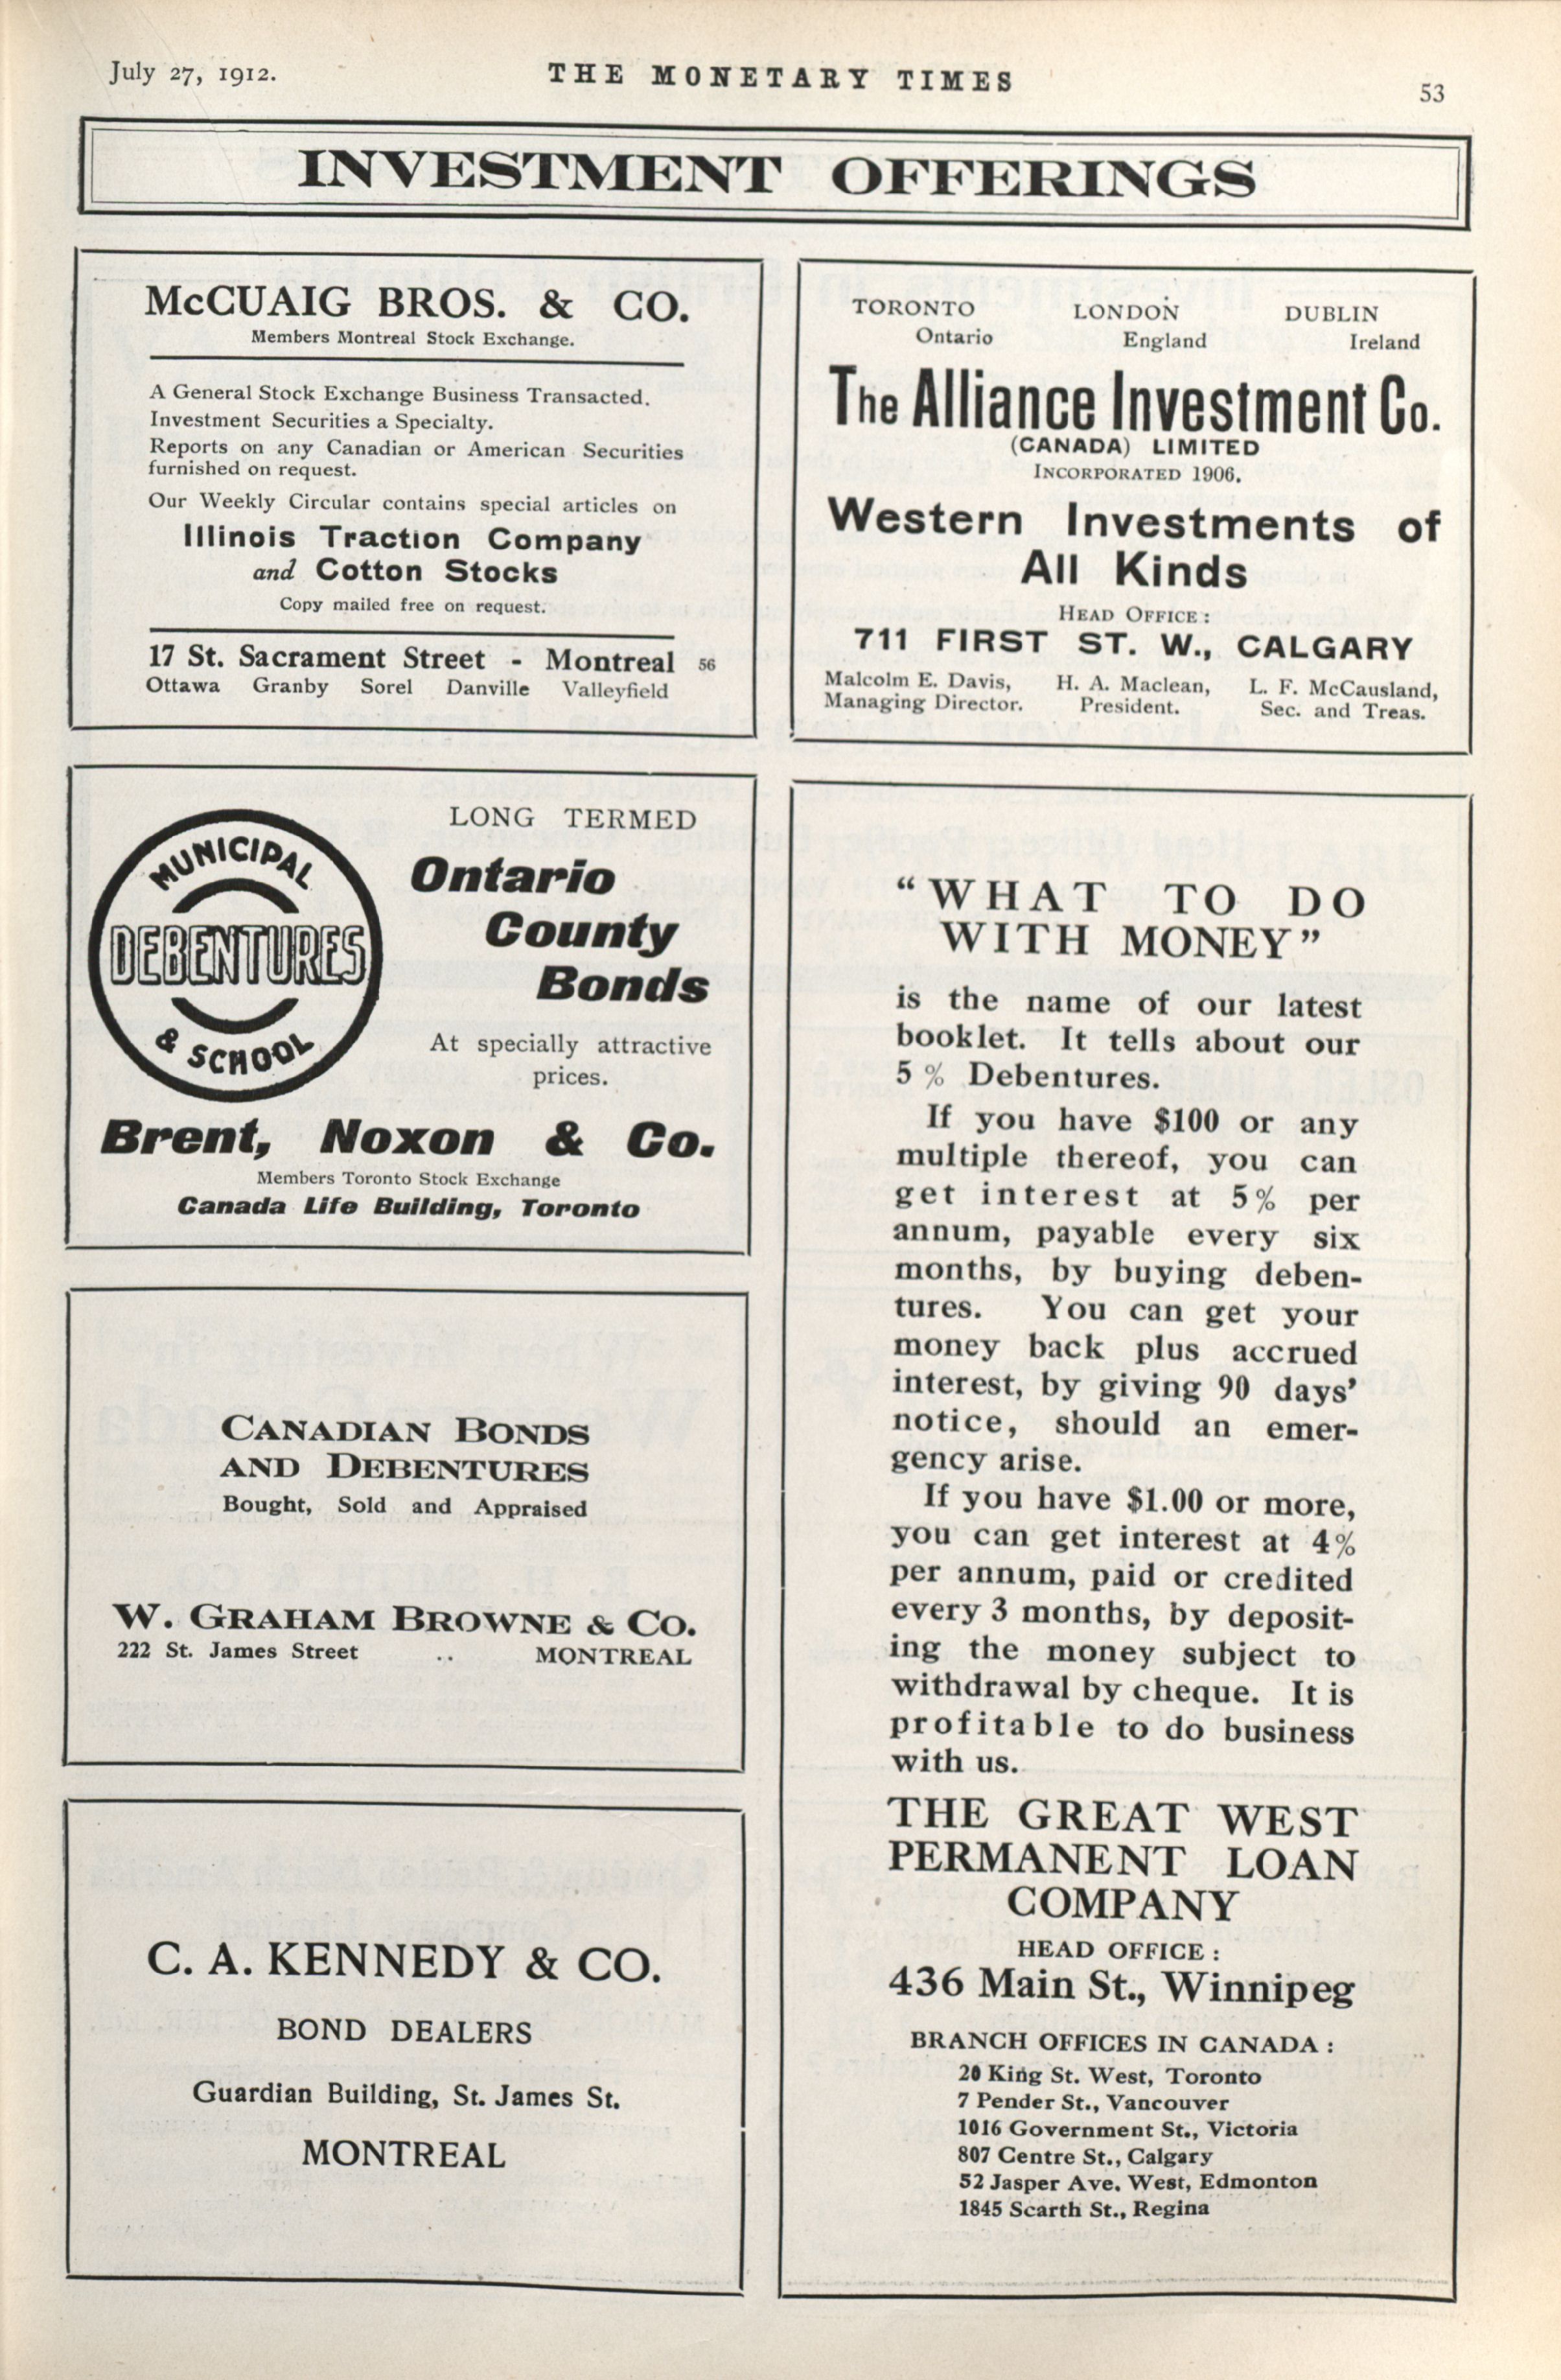 July 27, 1912.
THE MONETARY TIMES
53
INVESTMENT OFFERINGS
McCUAIG BROS. & CO.
Members Montreal Stock Exchange.
A General Stock Exchange Business Transacted.
Investment Securities a Specialty.
Reports on any Canadian or American Securities
furnished on request.
Our Weekly Circular contains special articles on
Illinois Traction Company
and Cotton Stocks
Copy mailed free on request.
17 St. Sacrament Street - Montreal 56
Ottawa Granby Sorel Danville Valleyfield
TORONTO LONDON DUBLIN
Ontario England Ireland
The Alliance Investment Co.
(CANADA) LIMITED
INCORPORATED 1906.
Western Investments of
All Kinds
HEAD OFFICE:
711 FIRST ST. W., CALGARY
Malcolm E. Davis, H. A. Maclean, L. F. McCausland,
Managing Director. President. Sec. and Treas.
MUNICIPAL
DEBENTURES
& SCHOOL
LONG TERMED
Ontario
County
Bonds
At specially attractive
prices.
Brent, Noxon & Co.
Members Toronto Stock Exchange
Canada Life Building, Toronto
CANADIAN BONDS
AND DEBENTURES
Bought, Sold and Appraised
W. GRAHAM BROWNE & CO.
222 St. James Street .. MONTREAL
C. A. KENNEDY & CO.
BOND DEALERS
Guardian Building, St. James St.
MONTREAL
"WHAT TO DO
WITH MONEY"
is the name of our latest
booklet. It tells about our
5 % Debentures.
If you have $100 or any
multiple thereof, you can
get interest at 5% per
annum, payable every six
months, by buying deben-
tures. You can get your
money back plus accrued
interest, by giving 90 days'
notice, should an emer-
gency arise.
If you have $1.00 or more,
you can get interest at 4%
per annum, paid or credited
every 3 months, by deposit-
ing the money subject to
withdrawal by cheque. It is
profitable to do business
with us.
THE GREAT WEST
PERMANENT LOAN
COMPANY
HEAD OFFICE:
436 Main St., Winnipeg
BRANCH OFFICES IN CANADA:
20 King St. West, Toronto
7 Pender St., Vancouver
1016 Government St., Victoria
807 Centre St., Calgary
52 Jasper Ave. West, Edmonton
1845 Scarth St., Regina